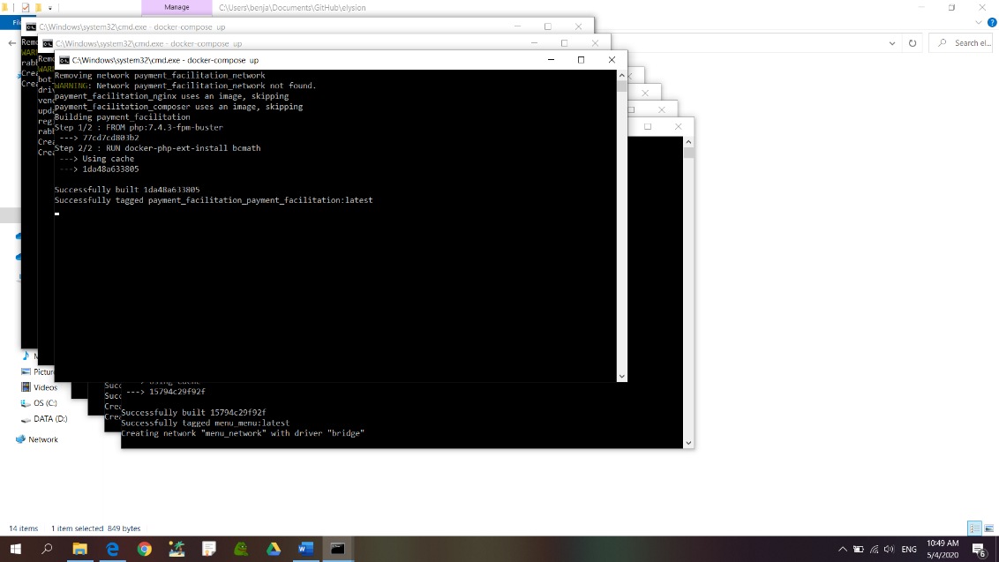 Manage
C:\Users\benja\Documents\GitHub\elysion
C:\Windows\system32\cmd.exe - docker-compose up
C:\Windows\system32\cmd.exe - docker-compose up
C:\Windows\system32\cmd.exe - docker-compose up
Search el...
Removing network payment_facilitation_network
WARNING: Network payment_facilitation_network not found.
payment_facilitation_nginx uses an image, skipping
payment_facilitation_composer uses an image, skipping
Building payment_facilitation
Step 1/2 : FROM php:7.4.3-fpm-buster
---> 77cd7cd803b2
Step 2/2 : RUN docker-php-ext-install bcmath
---> Using cache
---> 1da48a633805
Successfully built 1da48a633805
Successfully tagged payment_facilitation_payment_facilitation:latest
Videos
OS (C:)
DATA (D:)
Network
---> 15794c29f92f
Successfully built 15794c29f92f
Successfully tagged menu_menu:latest
Creating network "menu_network" with driver "bridge"
14 items 1 item selected 849 bytes
ENG
10:49 AM
5/4/2020
6